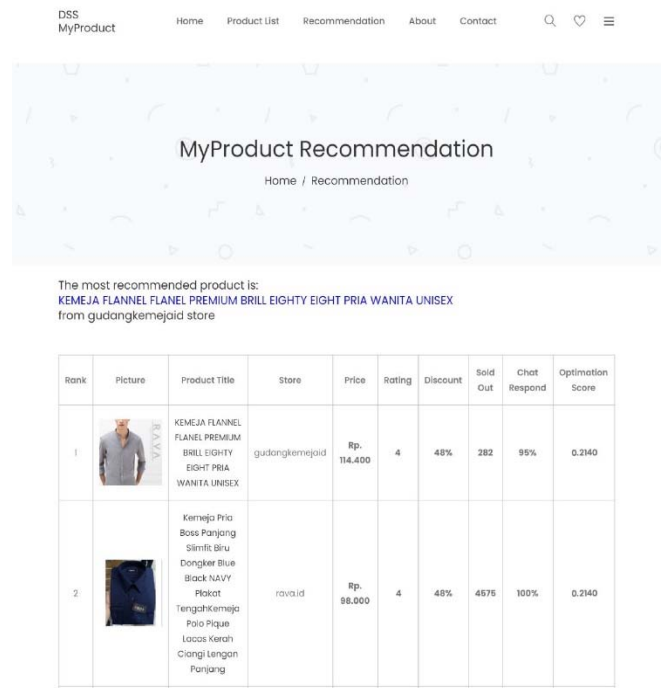 DSS
MyProduct
Home Product List Recommendation About Contact
MyProduct Recommendation
Home / Recommendation
The most recommended product is:
KEMEJA FLANNEL FLANEL PREMIUM BRILL EIGHTY EIGHT PRIA WANITA UNISEX
from gudangkemejaid store
Rank Picture Product Title Store Price Rating Discount Sold Out Chat Respond Optimation Score
1
RAVA
KEMEJA FLANNEL
FLANEL PREMIUM
BRILL EIGHTY
EIGHT PRIA
WANITA UNISEX
gudangkemejaid
Rp.
114.400
4
48%
282
95%
0.2140
2
Kemeja Pria
Boss Panjang
Slimfit Biru
Dongker Blue
Black NAVY
Plakat
TengahKemeja
Polo Pique
Lacos Kerah
Ciangi Lengan
Panjang
rava.id
Rp.
98.000
4
48%
4575
100%
0.2140